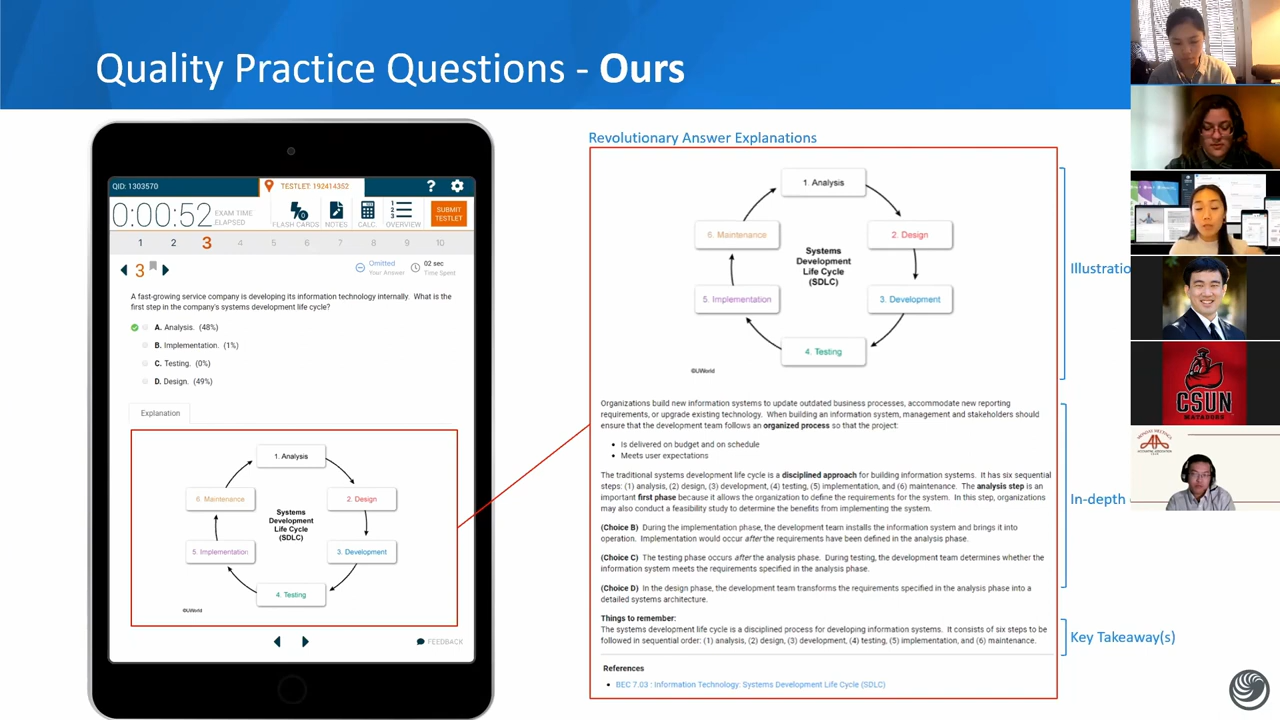 Quality Practice Questions - Ours
QID: 1303570
TESTLET: 192414352
?
0:00:52
EXAM TIME
ELAPSED
FLASH CARDS
NOTES
CALC
OVERVIEW
SUBMIT
TESTLET
1 2 3 4 5 6 7 8 9 10
3
Omitted
Your Answer
02 sec
Time Spent
A fast-growing service company is developing its information technology internally. What is the
first step in the company's systems development life cycle?
A. Analysis. (48%)
B. Implementation. (1%)
C. Testing. (0%)
D. Design. (49%)
Explanation
1. Analysis
6. Maintenance
2. Design
Systems
Development
Life Cycle
(SDLC)
5. Implementation
3. Development
4. Testing
©UWorld
FEEDBACK
Revolutionary Answer Explanations
1. Analysis
6. Maintenance
2. Design
Systems
Development
Life Cycle
(SDLC)
5. Implementation
3. Development
4. Testing
©UWorld
Organizations build new information systems to update outdated business processes, accommodate new reporting
requirements, or upgrade existing technology. When building an information system, management and stakeholders should
ensure that the development team follows an organized process so that the project:
• Is delivered on budget and on schedule
• Meets user expectations
The traditional systems development life cycle is a disciplined approach for building information systems. It has six sequential
steps: (1) analysis, (2) design, (3) development, (4) testing, (5) implementation, and (6) maintenance. The analysis step is an
important first phase because it allows the organization to define the requirements for the system. In this step, organizations
may also conduct a feasibility study to determine the benefits from implementing the system.
(Choice B) During the implementation phase, the development team installs the information system and brings it into
operation. Implementation would occur after the requirements have been defined in the analysis phase.
(Choice C) The testing phase occurs after the analysis phase. During testing, the development team determines whether the
information system meets the requirements specified in the analysis phase.
(Choice D) In the design phase, the development team transforms the requirements specified in the analysis phase into a
detailed systems architecture.
Things to remember:
The systems development life cycle is a disciplined process for developing information systems. It consists of six steps to be
followed in sequential order: (1) analysis, (2) design, (3) development, (4) testing, (5) implementation, and (6) maintenance.
References
• BEC 7.03 : Information Technology: Systems Development Life Cycle (SDLC)
Illustratio
In-depth
Key Takeaway(s)
CSUN
MATADORS